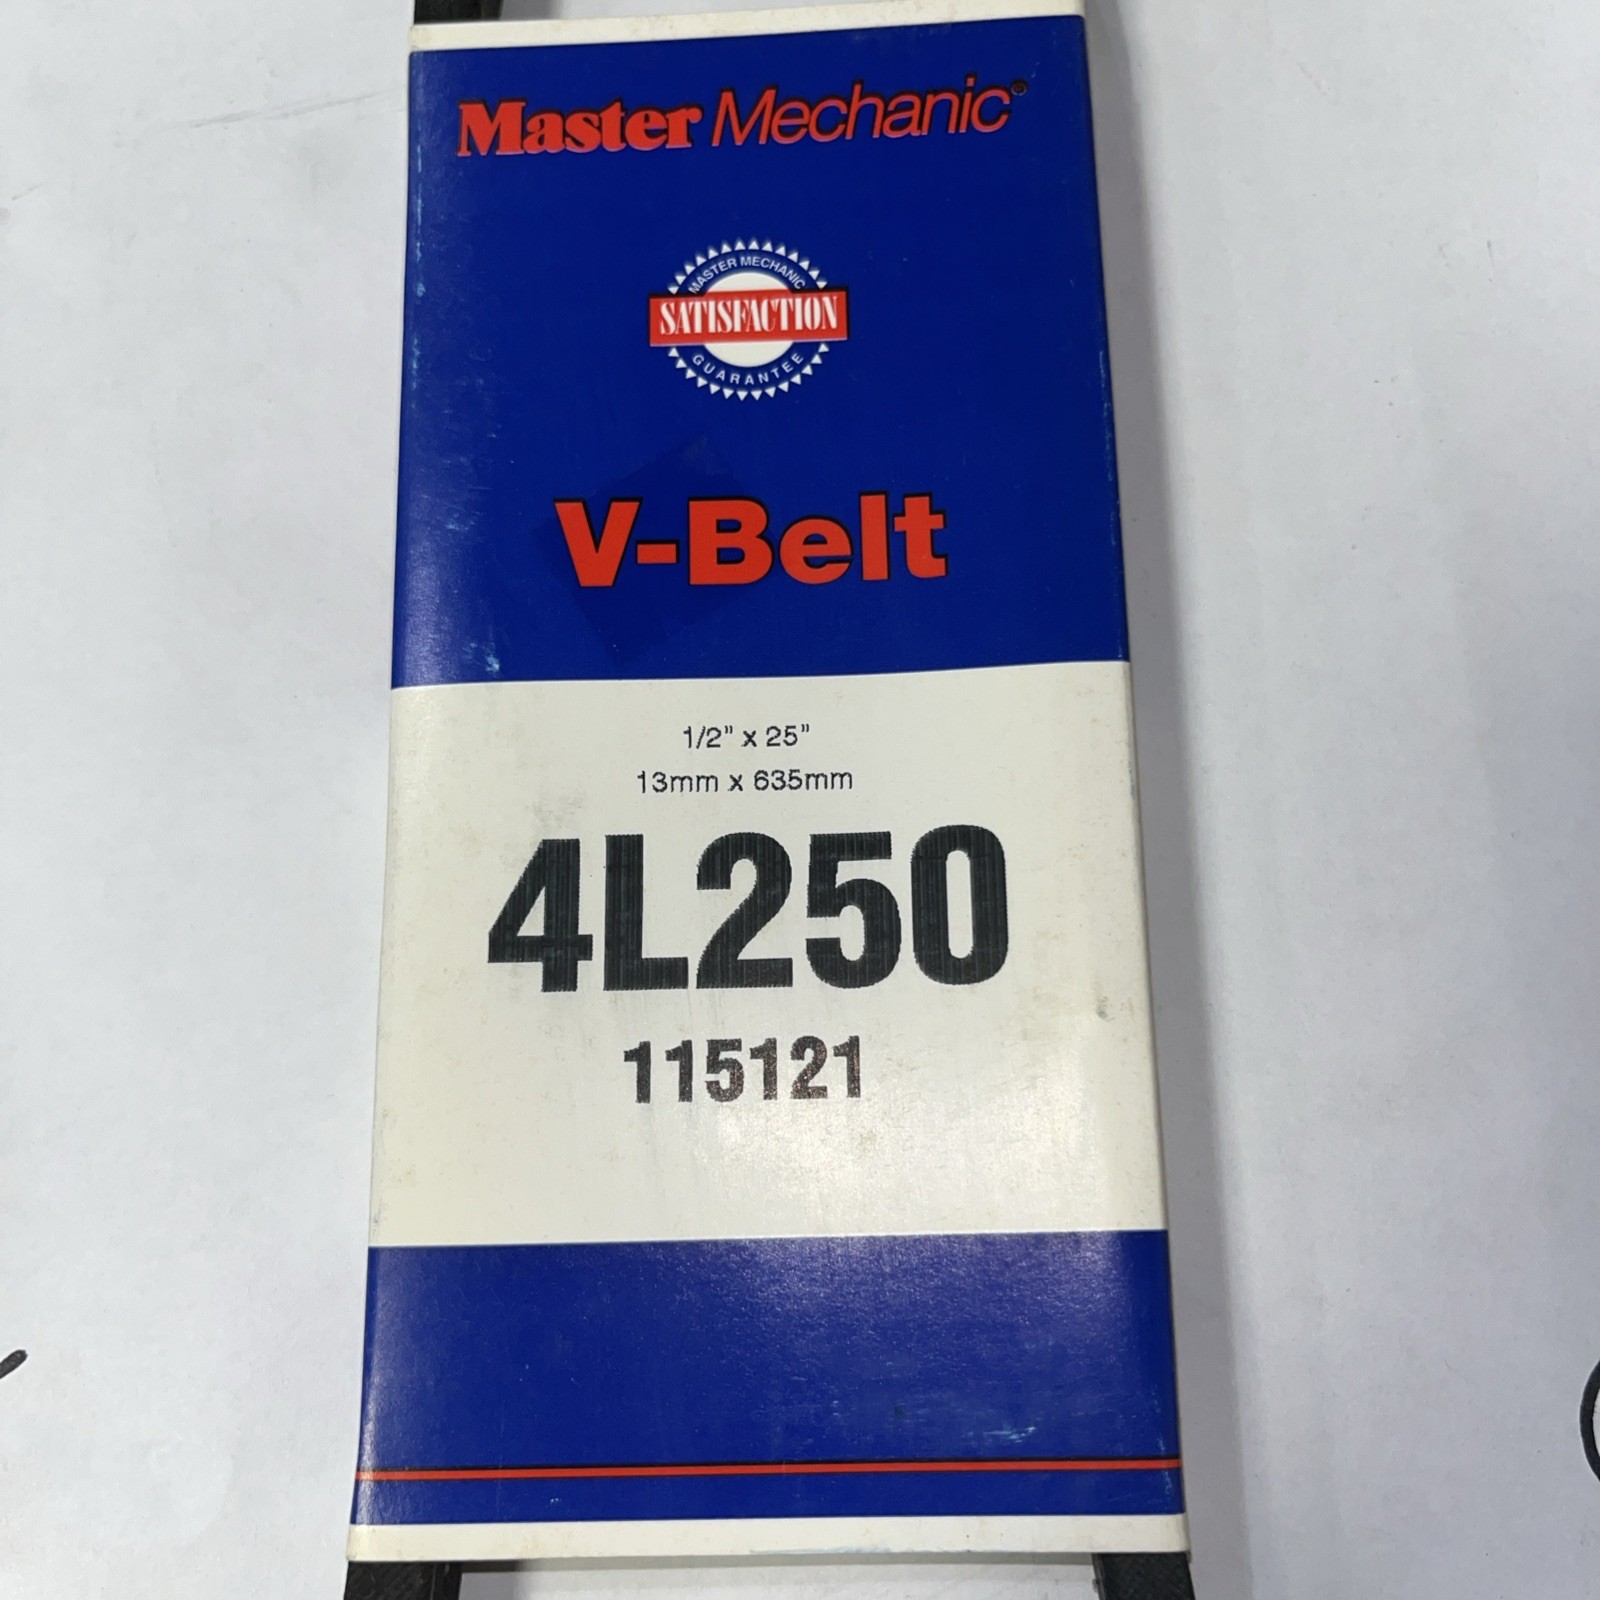 Master Mechanic®
MASTER MECHANIC
SATISFACTION
GUARANTEE
V-Belt
1/2" x 25"
13mm x 635mm
4L250
115121